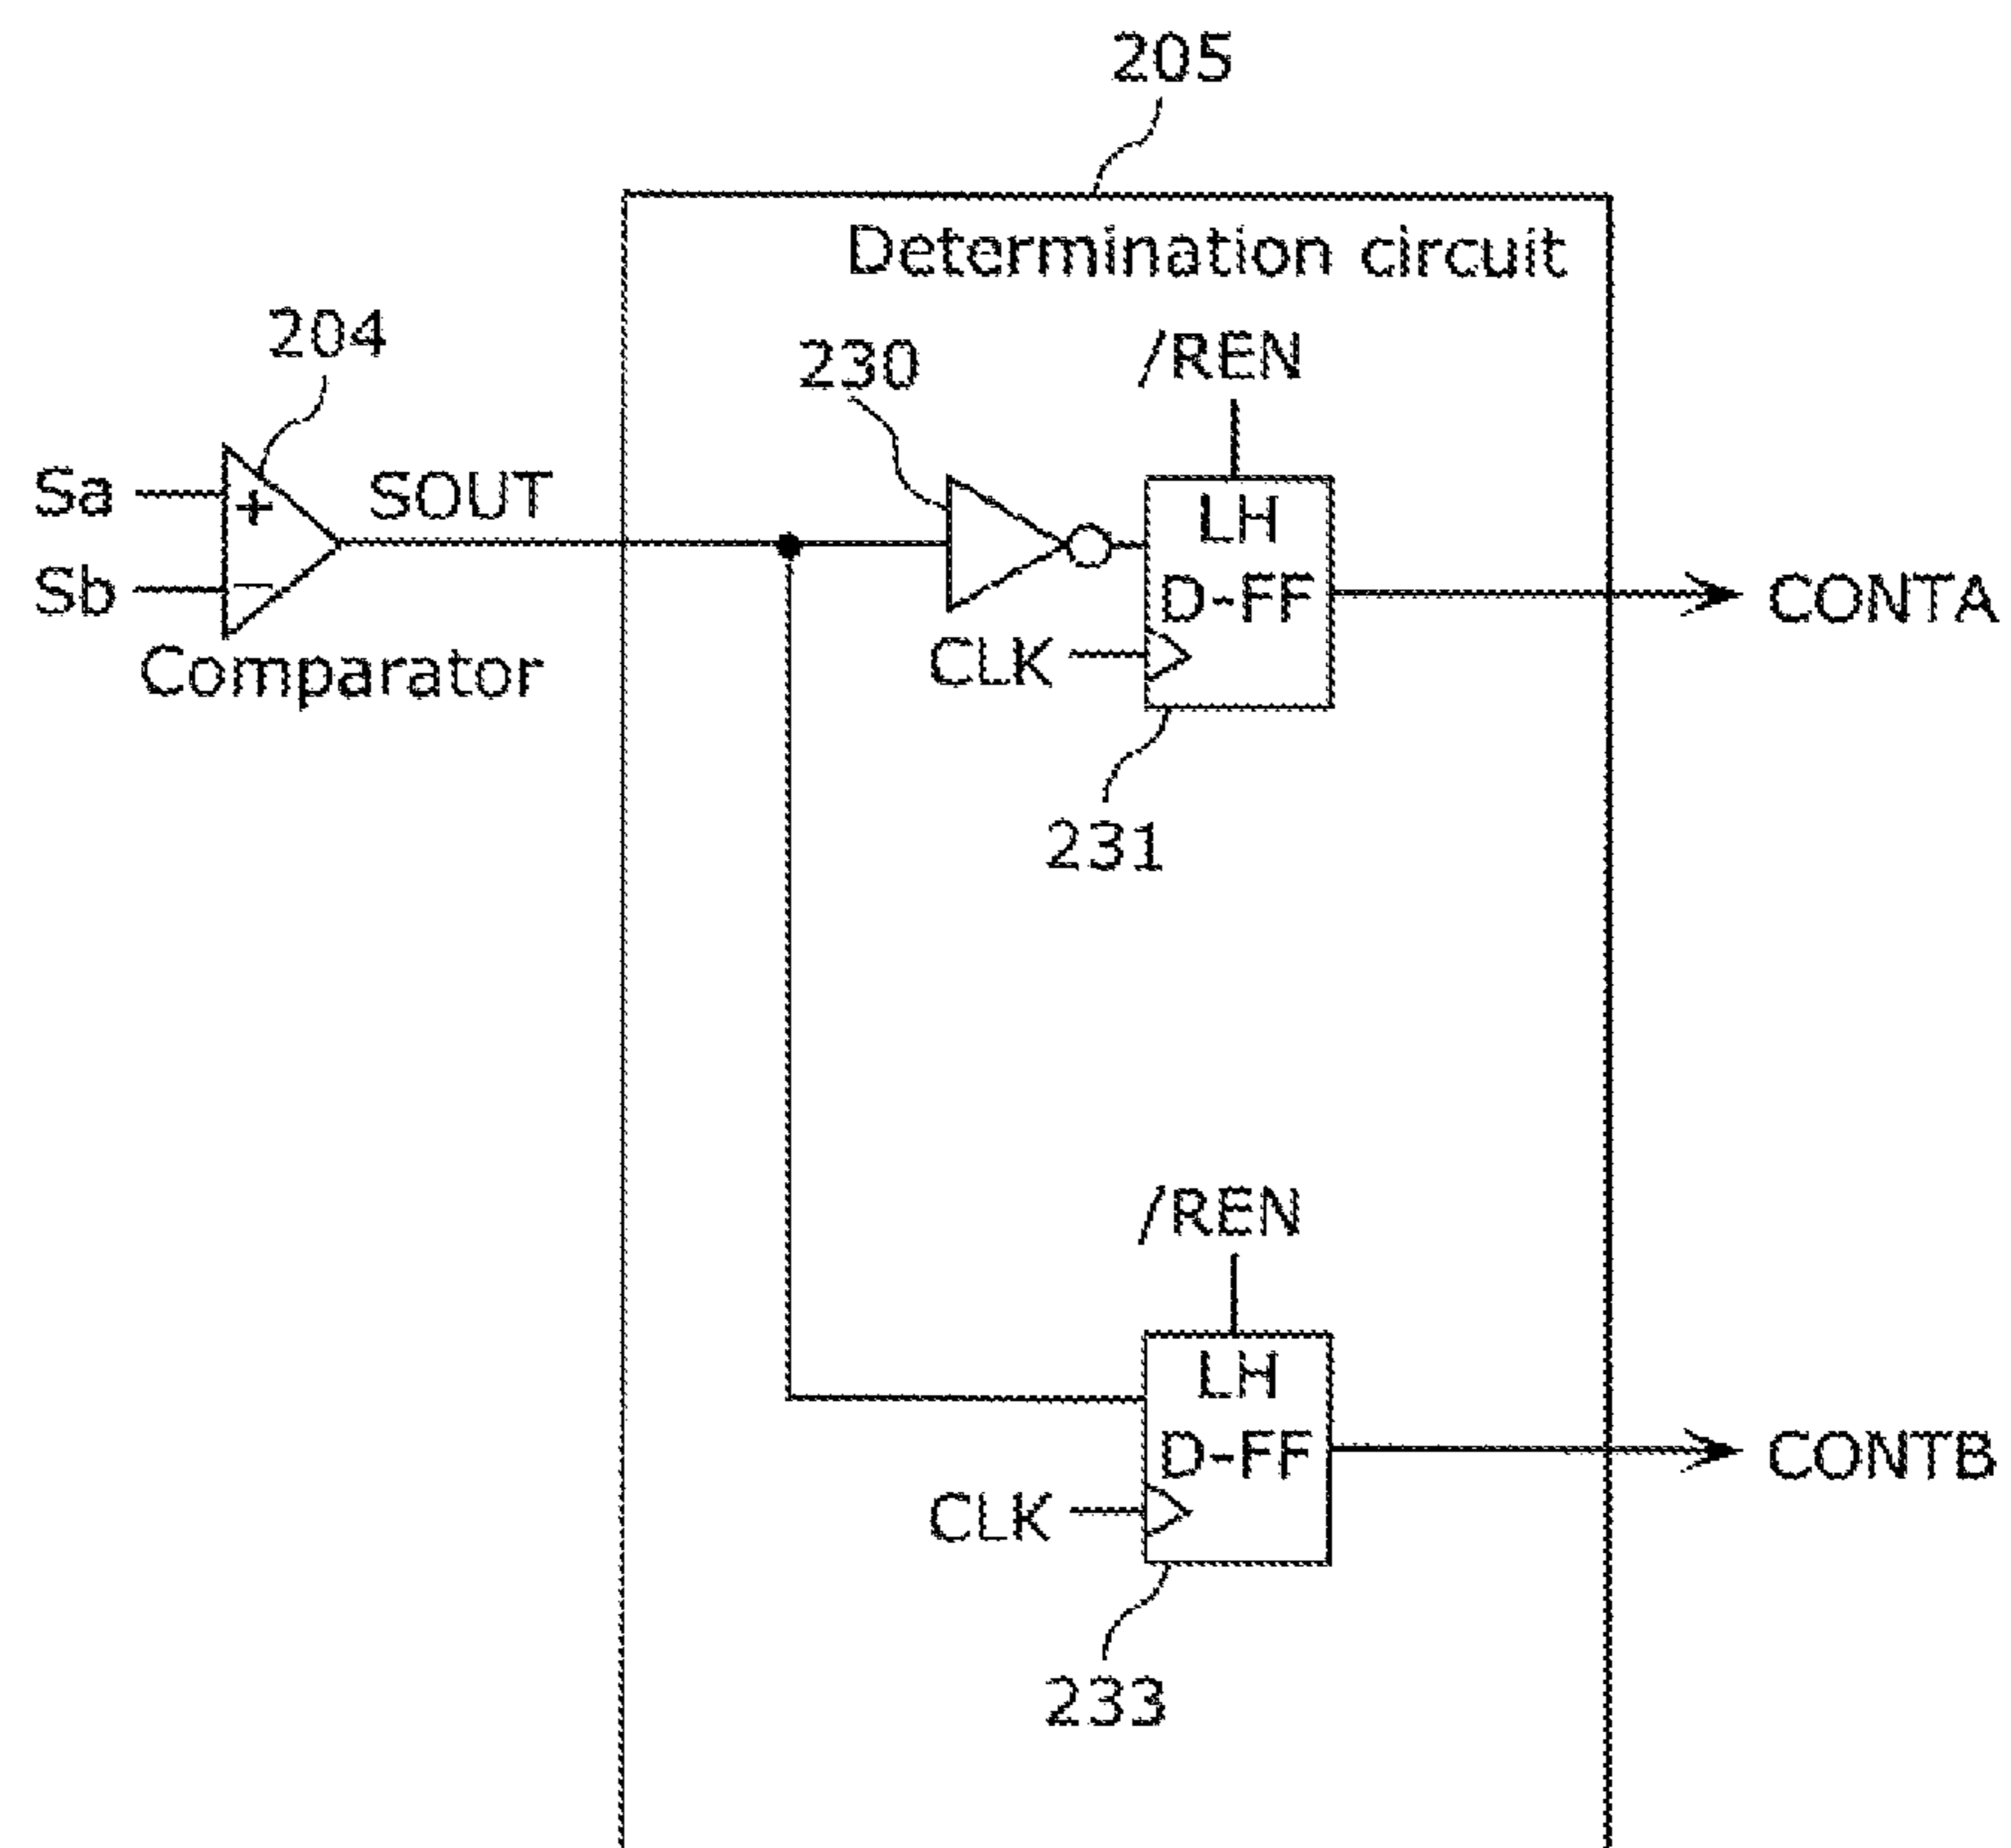 205
Determination circuit
204
230
/REN
Sa
+
SOUT
LH
Sb
−
D-FF
CONTA
Comparator
CLK
231
/REN
LH
D-FF
CONTB
CLK
233